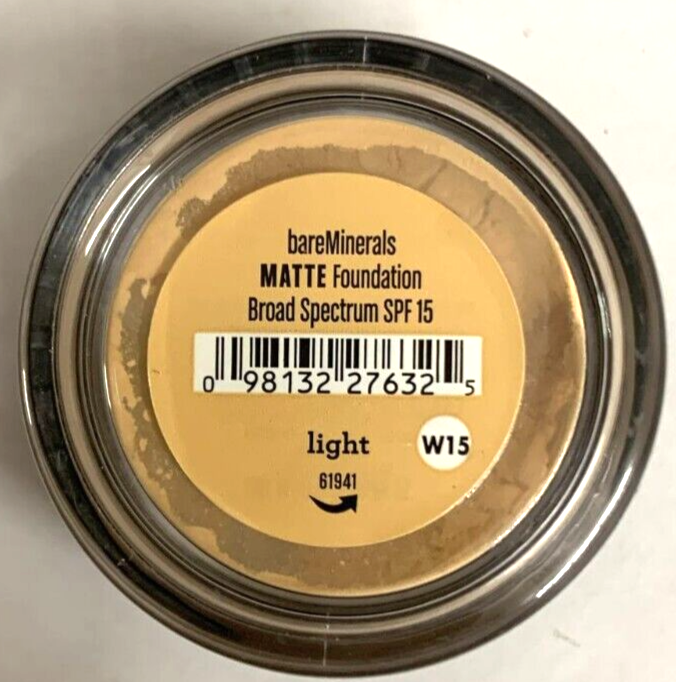 bareMinerals
MATTE Foundation
Broad Spectrum SPF 15
0 98132 27632 5
light W15
61941